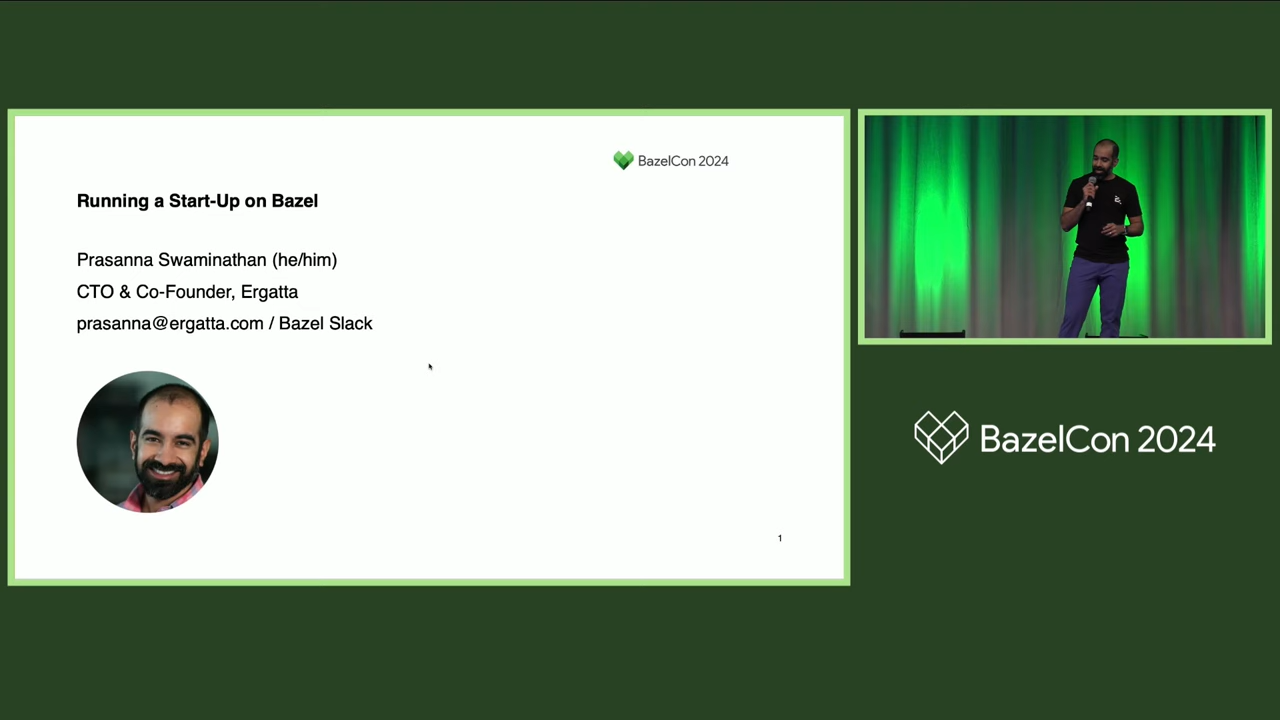 BazelCon 2024
Running a Start-Up on Bazel
Prasanna Swaminathan (he/him)
CTO & Co-Founder, Ergatta
prasanna@ergatta.com / Bazel Slack
1
BazelCon 2024